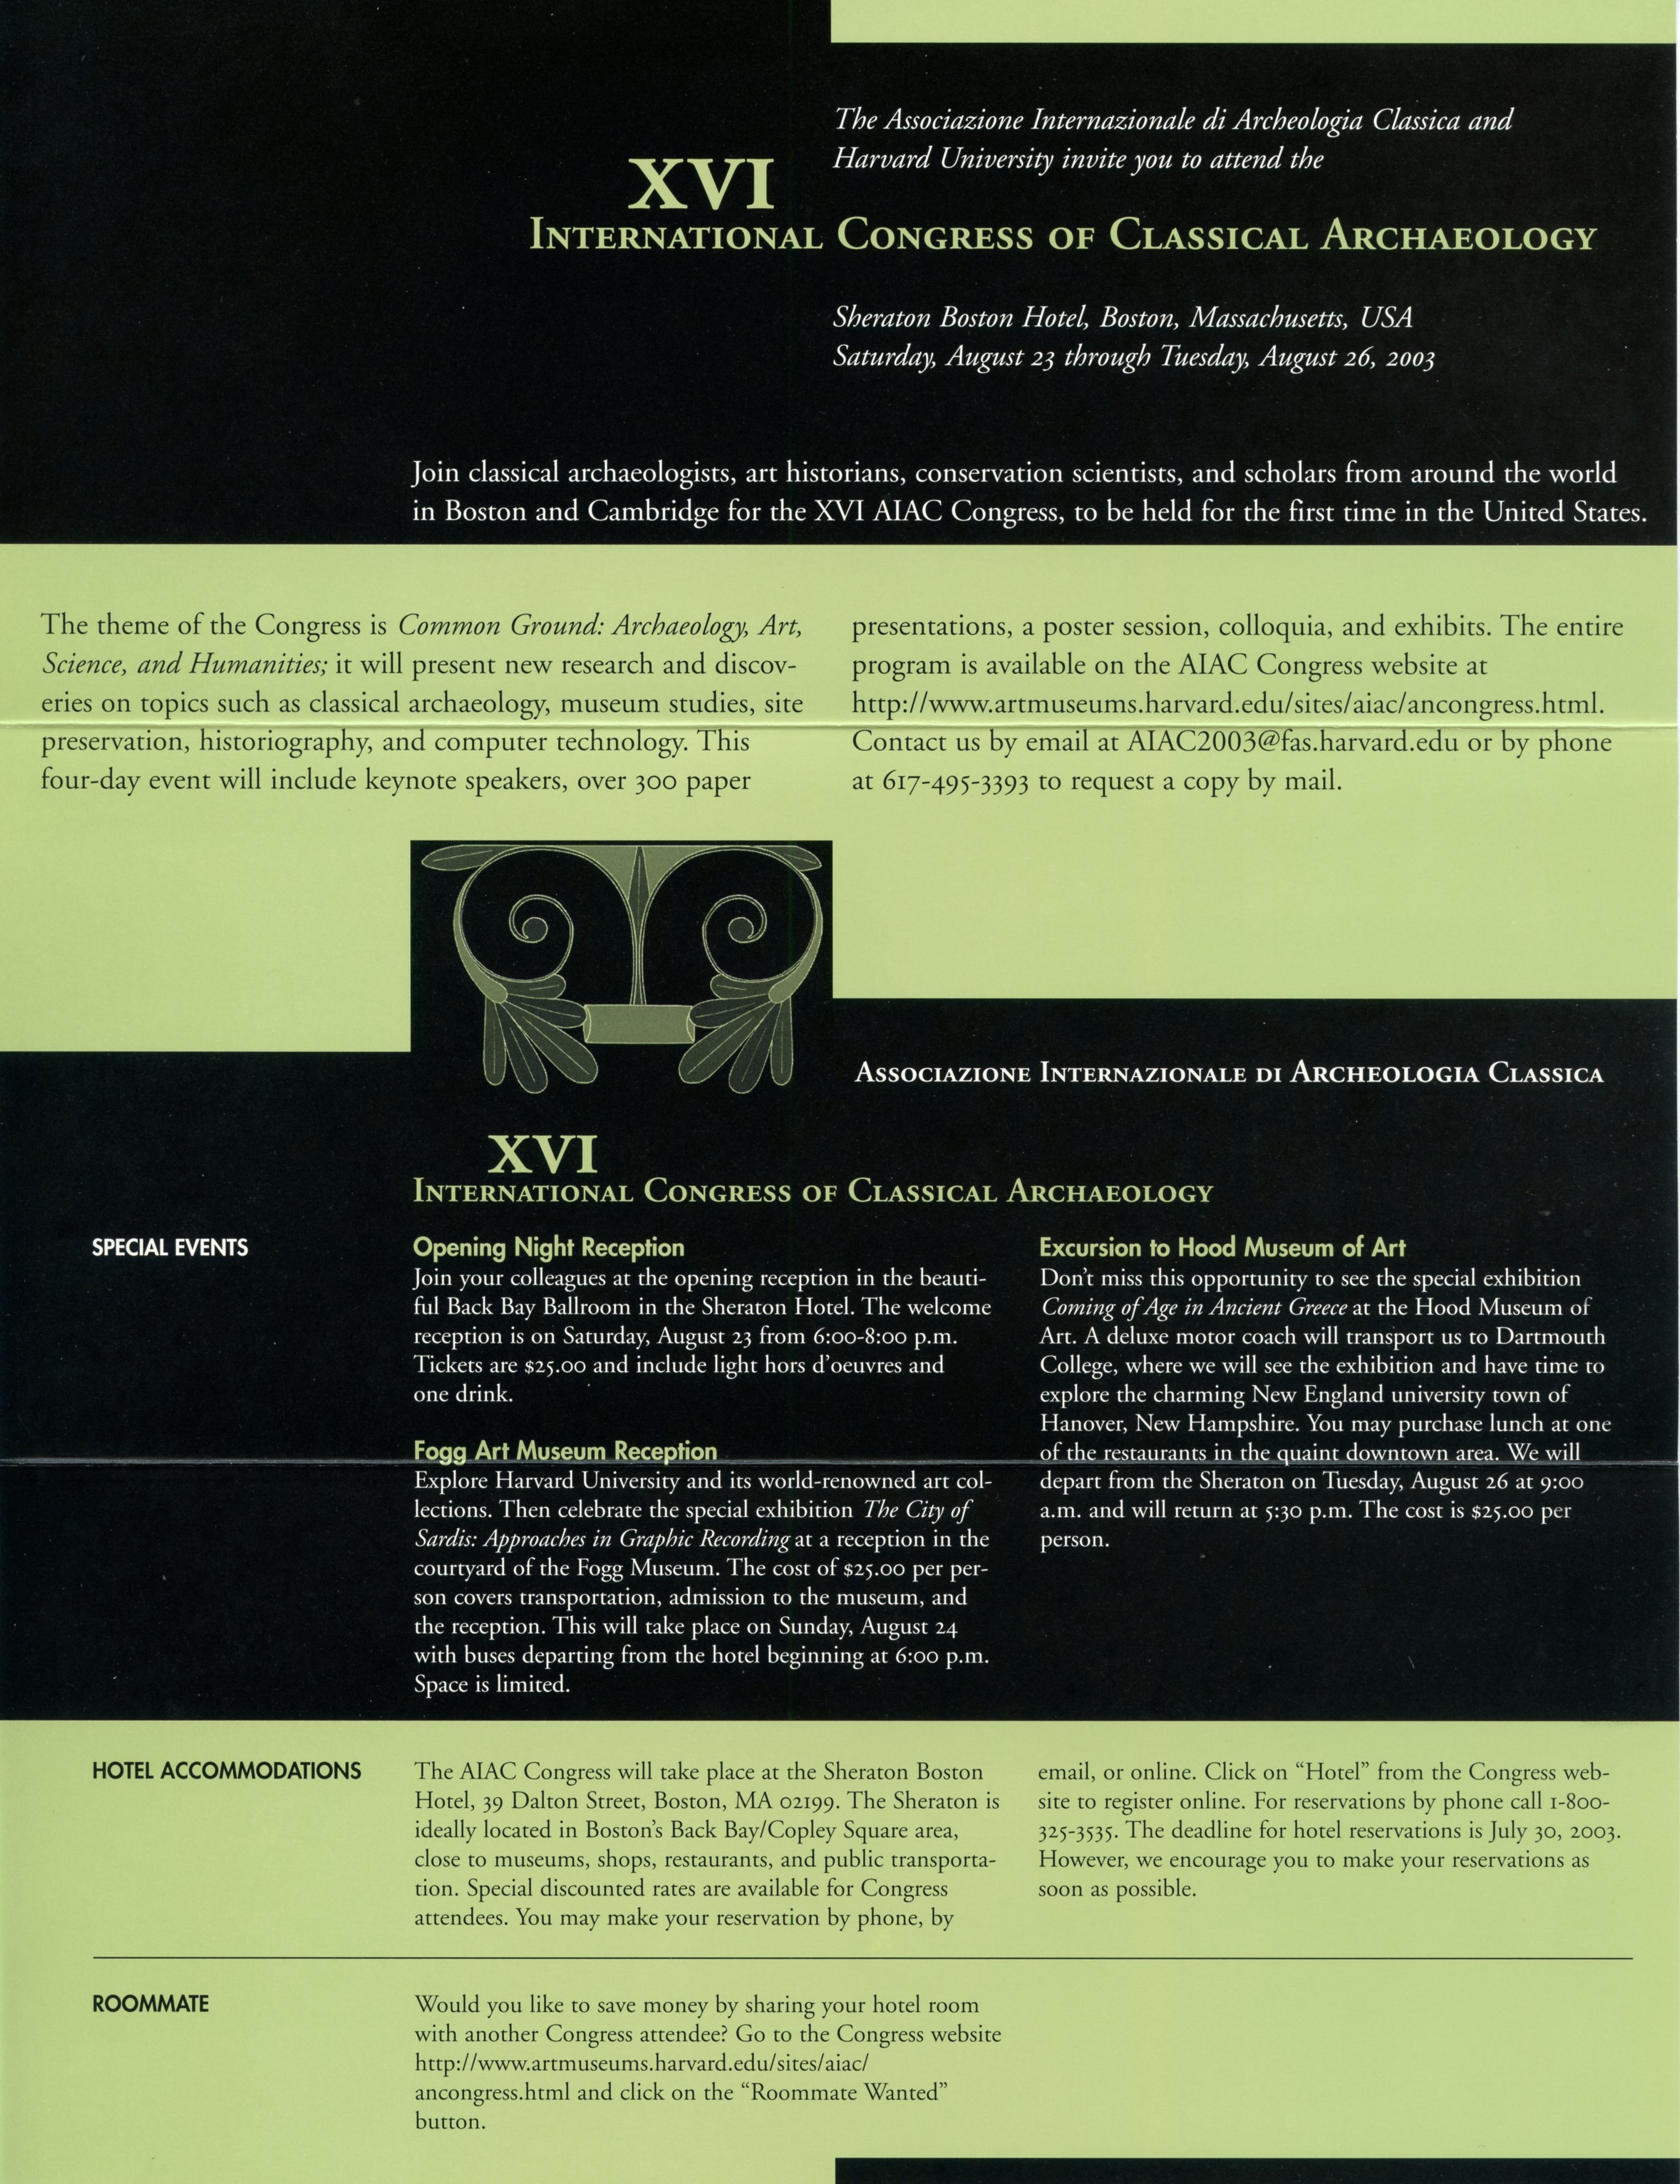 The Associazione Internazionale di Archeologia Classica and
Harvard University invite you to attend the
XVI
International Congress of Classical Archaeology
Sheraton Boston Hotel, Boston, Massachusetts, USA
Saturday, August 23 through Tuesday, August 26, 2003
Join classical archaeologists, art historians, conservation scientists, and scholars from around the world
in Boston and Cambridge for the XVI AIAC Congress, to be held for the first time in the United States.
The theme of the Congress is Common Ground: Archaeology, Art,
Science, and Humanities; it will present new research and discov-
eries on topics such as classical archaeology, museum studies, site
preservation, historiography, and computer technology. This
four-day event will include keynote speakers, over 300 paper
presentations, a poster session, colloquia, and exhibits. The entire
program is available on the AIAC Congress website at
http://www.artmuseums.harvard.edu/sites/aiac/ancongress.html.
Contact us by email at AIAC2003@fas.harvard.edu or by phone
at 617-495-3393 to request a copy by mail.
Associazione Internazionale di Archeologia Classica
XVI
International Congress of Classical Archaeology
SPECIAL EVENTS
Opening Night Reception
Join your colleagues at the opening reception in the beauti-
ful Back Bay Ballroom in the Sheraton Hotel. The welcome
reception is on Saturday, August 23 from 6:00-8:00 p.m.
Tickets are $25.00 and include light hors d'oeuvres and
one drink.
Fogg Art Museum Reception
Explore Harvard University and its world-renowned art col-
lections. Then celebrate the special exhibition The City of
Sardis: Approaches in Graphic Recording at a reception in the
courtyard of the Fogg Museum. The cost of $25.00 per per-
son covers transportation, admission to the museum, and
the reception. This will take place on Sunday, August 24
with buses departing from the hotel beginning at 6:00 p.m.
Space is limited.
Excursion to Hood Museum of Art
Don't miss this opportunity to see the special exhibition
Coming of Age in Ancient Greece at the Hood Museum of
Art. A deluxe motor coach will transport us to Dartmouth
College, where we will see the exhibition and have time to
explore the charming New England university town of
Hanover, New Hampshire. You may purchase lunch at one
of the restaurants in the quaint downtown area. We will
depart from the Sheraton on Tuesday, August 26 at 9:00
a.m. and will return at 5:30 p.m. The cost is $25.00 per
person.
HOTEL ACCOMMODATIONS
The AIAC Congress will take place at the Sheraton Boston
Hotel, 39 Dalton Street, Boston, MA 02199. The Sheraton is
ideally located in Boston's Back Bay/Copley Square area,
close to museums, shops, restaurants, and public transporta-
tion. Special discounted rates are available for Congress
attendees. You may make your reservation by phone, by
email, or online. Click on "Hotel" from the Congress web-
site to register online. For reservations by phone call 1-800-
325-3535. The deadline for hotel reservations is July 30, 2003.
However, we encourage you to make your reservations as
soon as possible.
ROOMMATE
Would you like to save money by sharing your hotel room
with another Congress attendee? Go to the Congress website
http://www.artmuseums.harvard.edu/sites/aiac/
ancongress.html and click on the "Roommate Wanted"
button.